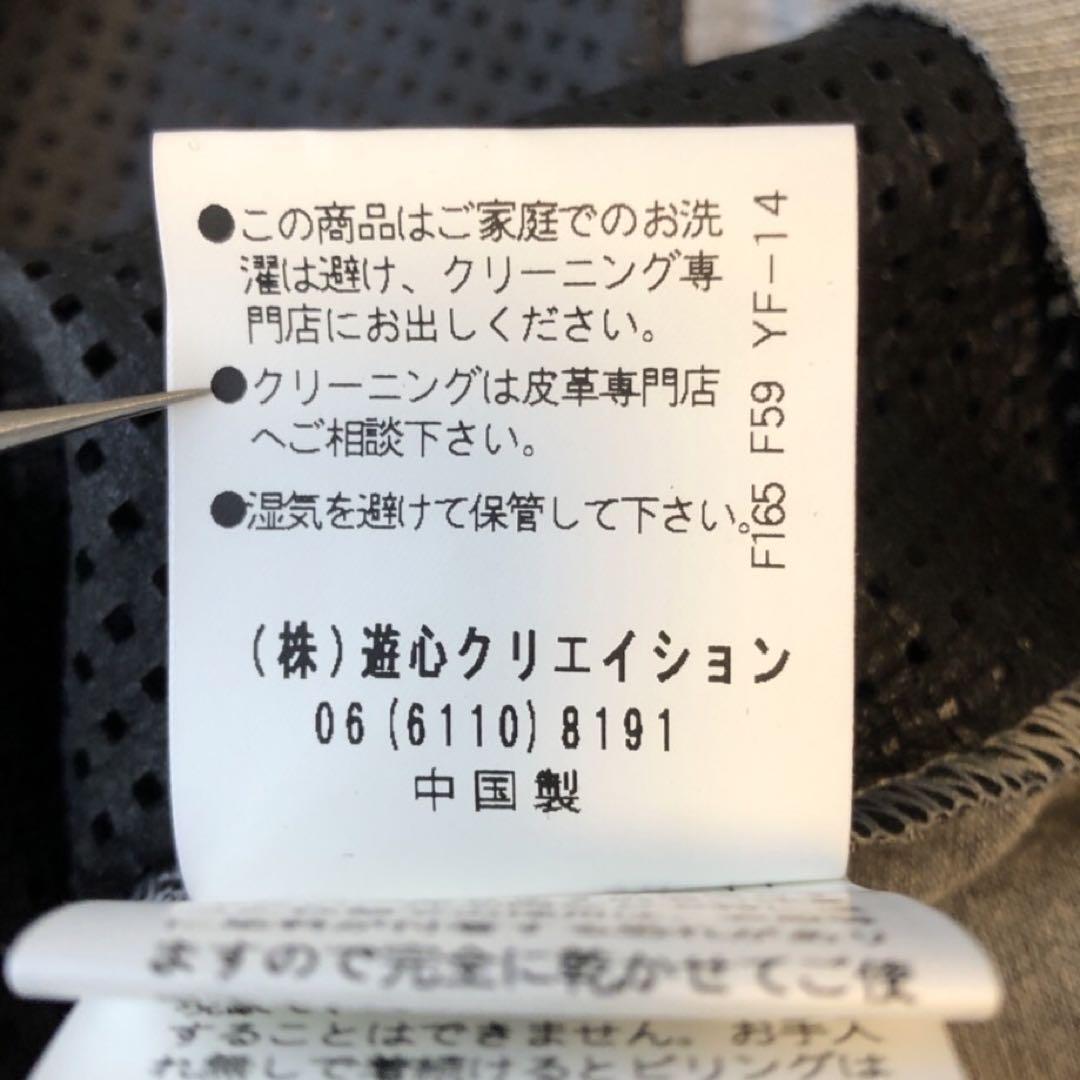 ●この商品はご家庭でのお洗
濯は避け、クリーニング専
門店にお出しください。
●クリーニングは皮革専門店
へご相談下さい。
●湿気を避けて保管して下さい。
F165 F59 YF-14
(株)遊心クリエイション
06(6110)8191
中国製
ますので完全に乾かせてご使
することはできません。お手入
れ無しで着続けるとピリングは